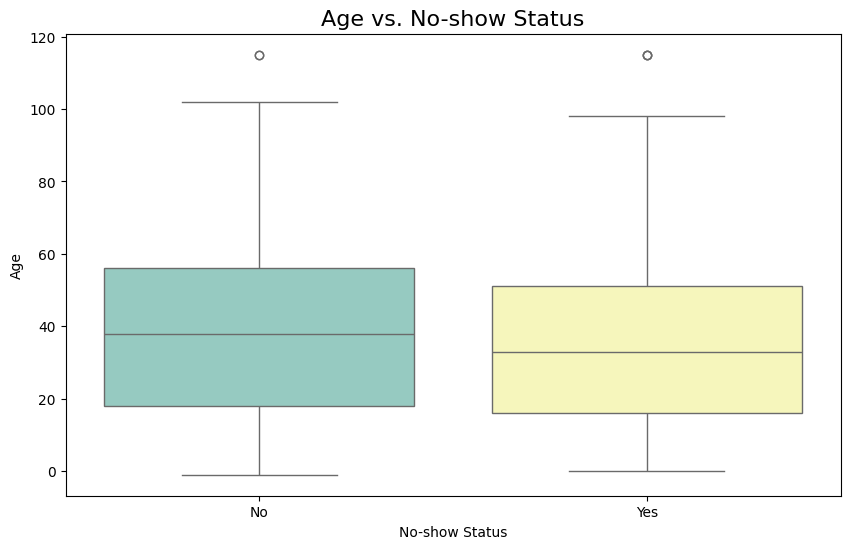 Age vs. No-show Status
120
100
80
60
40
20
0
Age
No
Yes
No-show Status